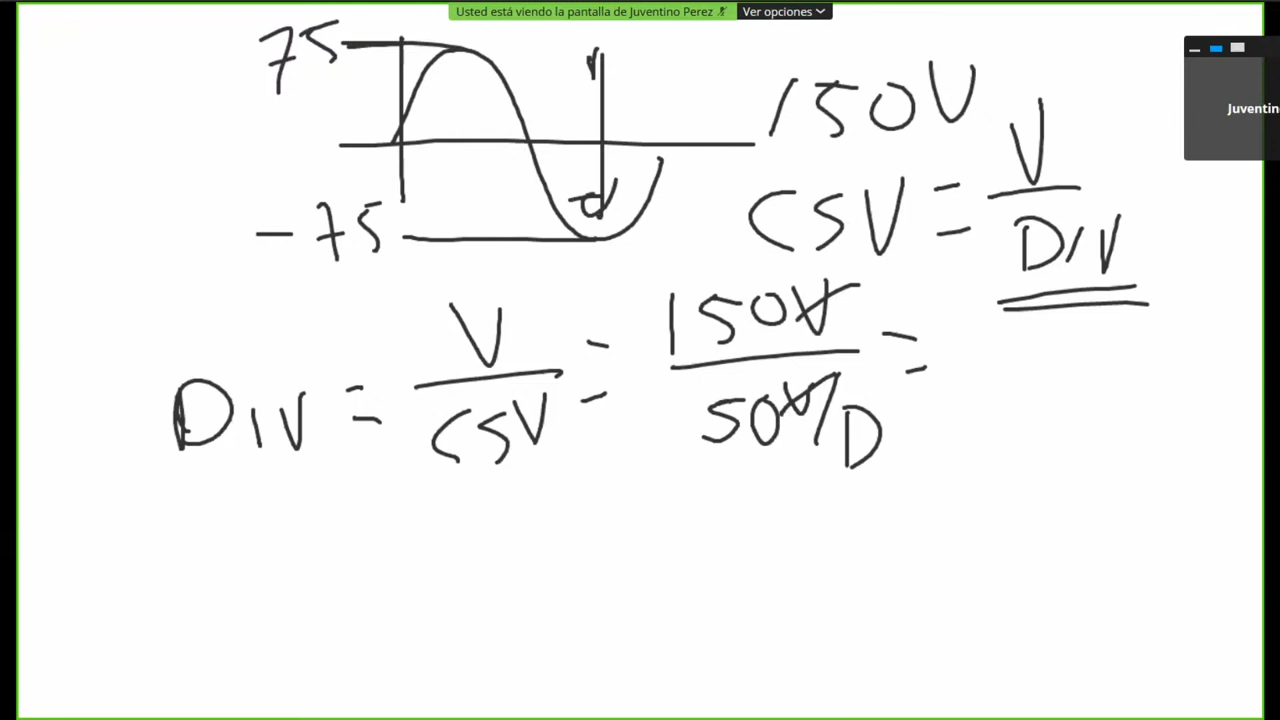 Usted está viendo la pantalla de Juventino Perez
Ver opciones
Juventin
75
-75
150V
CSV = V / DIV
DIV = V / CSV = 150V / 50V/D =